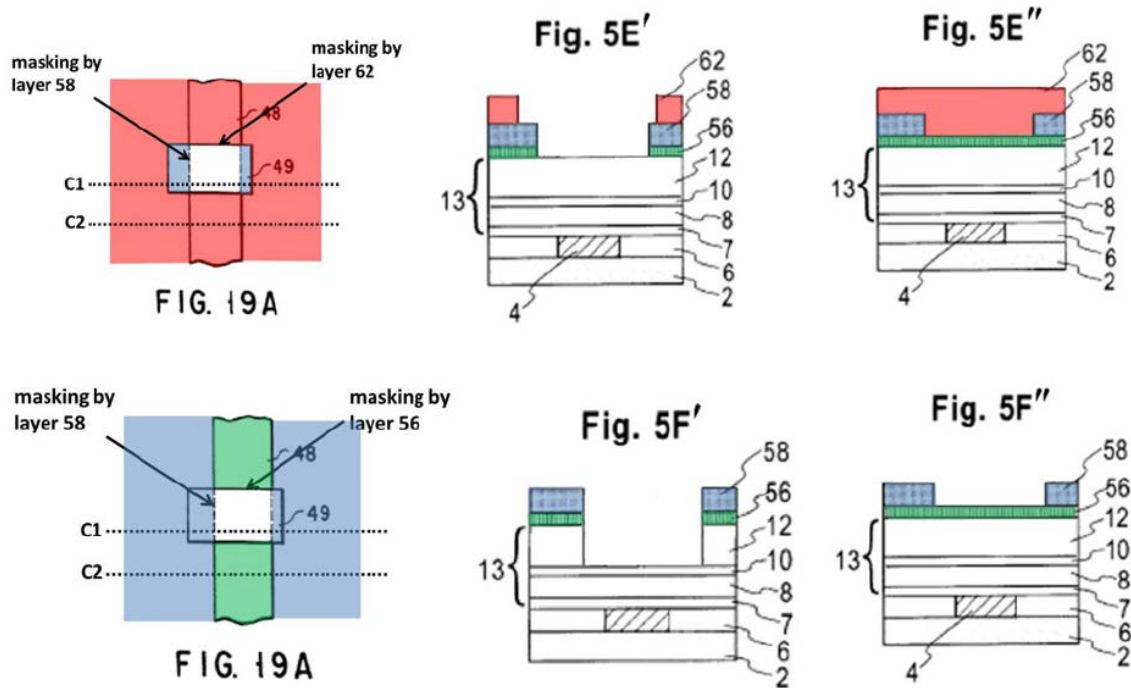 masking by
layer 58
masking by
layer 62
48
49
C1
C2
FIG. 19A
Fig. 5E'
62
58
56
12
10
8
7
6
2
13
4
Fig. 5E"
62
58
56
12
10
8
7
6
2
13
4
masking by
layer 58
masking by
layer 56
48
49
C1
C2
FIG. 19A
Fig. 5F'
58
56
12
10
8
7
6
2
13
4
Fig. 5F"
58
56
12
10
8
7
6
2
13
4